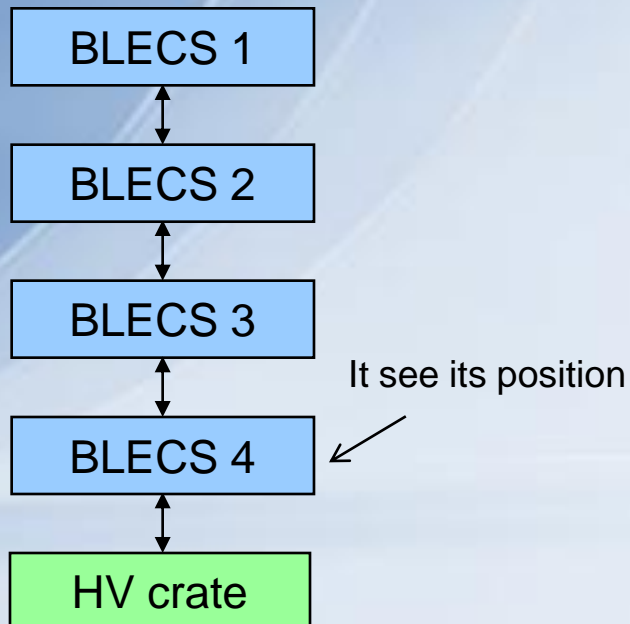 BLECS 1
BLECS 2
BLECS 3
It see its position
BLECS 4
HV crate